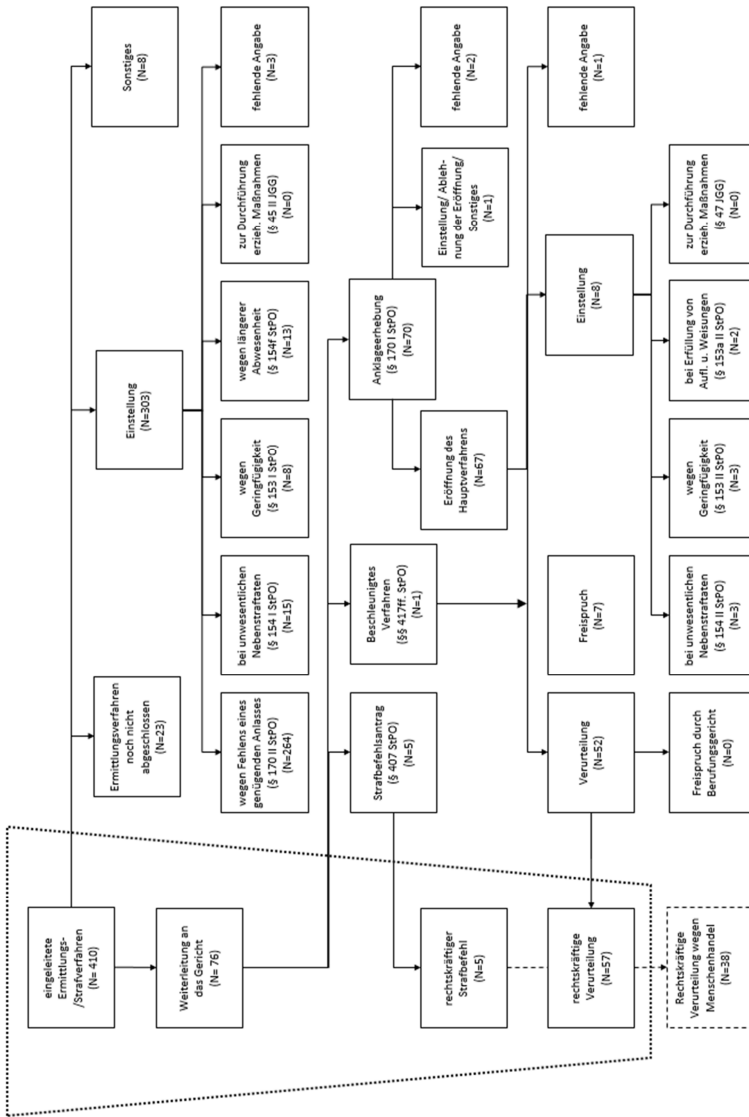 eingeleitete
Ermittlungs-
/Strafverfahren
(N= 410)
Ermittlungsverfahren
noch nicht
abgeschlossen
(N=23)
Einstellung
(N=303)
Sonstiges
(N=8)
Weiterleitung an
das Gericht
(N= 76)
wegen Fehlens eines
genügenden Anlasses
(§ 170 II StPO)
(N=264)
bei unwesentlichen
Nebenstraftaten
(§ 154 I StPO)
(N=15)
wegen
Geringfügigkeit
(§ 153 I StPO)
(N=8)
wegen längerer
Abwesenheit
(§ 154f StPO)
(N=13)
zur Durchführung
erzieh. Maßnahmen
(§ 45 II JGG)
(N=0)
fehlende Angabe
(N=3)
Strafbefehlsantrag
(§ 407 StPO)
(N=5)
Beschleunigtes
Verfahren
(§§ 417ff. StPO)
(N=1)
Anklageerhebung
(§ 170 I StPO)
(N=70)
rechtskräftiger
Strafbefehl
(N=5)
Eröffnung des
Hauptverfahrens
(N=67)
Einstellung/ Ableh-
nung der Eröffnung/
Sonstiges
(N=1)
fehlende Angabe
(N=2)
rechtskräftige
Verurteilung
(N=57)
Verurteilung
(N=52)
Freispruch
(N=7)
Einstellung
(N=8)
fehlende Angabe
(N=1)
Rechtskräftige
Verurteilung wegen
Menschenhandel
(N=38)
Freispruch durch
Berufungsgericht
(N=0)
bei unwesentlichen
Nebenstraftaten
(§ 154 II StPO)
(N=3)
wegen
Geringfügigkeit
(§ 153 II StPO)
(N=3)
bei Erfüllung von
Aufl. u. Weisungen
(§ 153a II StPO)
(N=2)
zur Durchführung
erzieh. Maßnahmen
(§ 47 JGG)
(N=0)